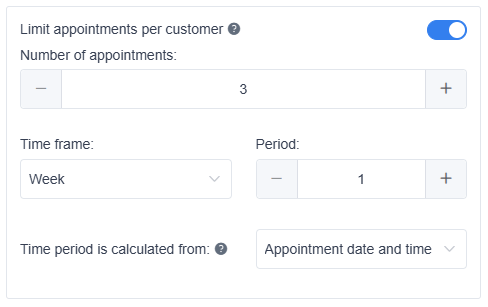 Limit appointments per customer ?
Number of appointments:
− 3 +
Time frame: Period:
Week − 1 +
Time period is calculated from: ? Appointment date and time